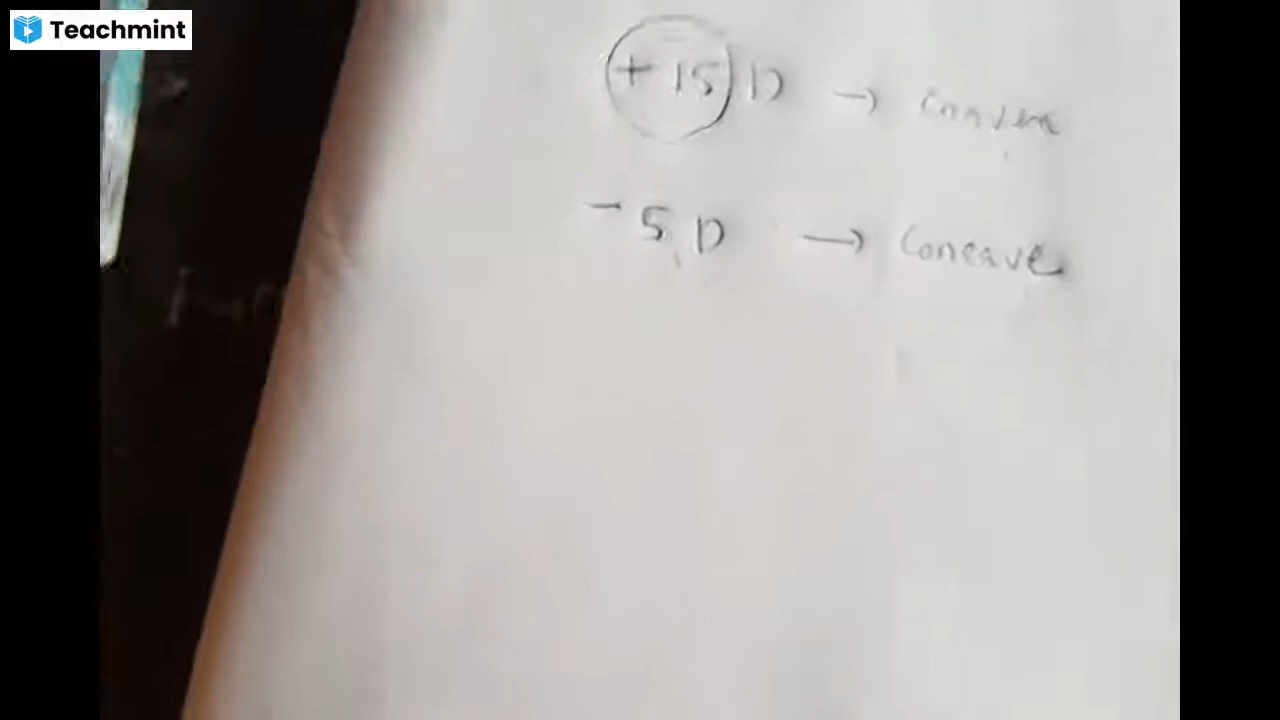 Teachmint
+ 15 D → Convex
- 5 D → Concave